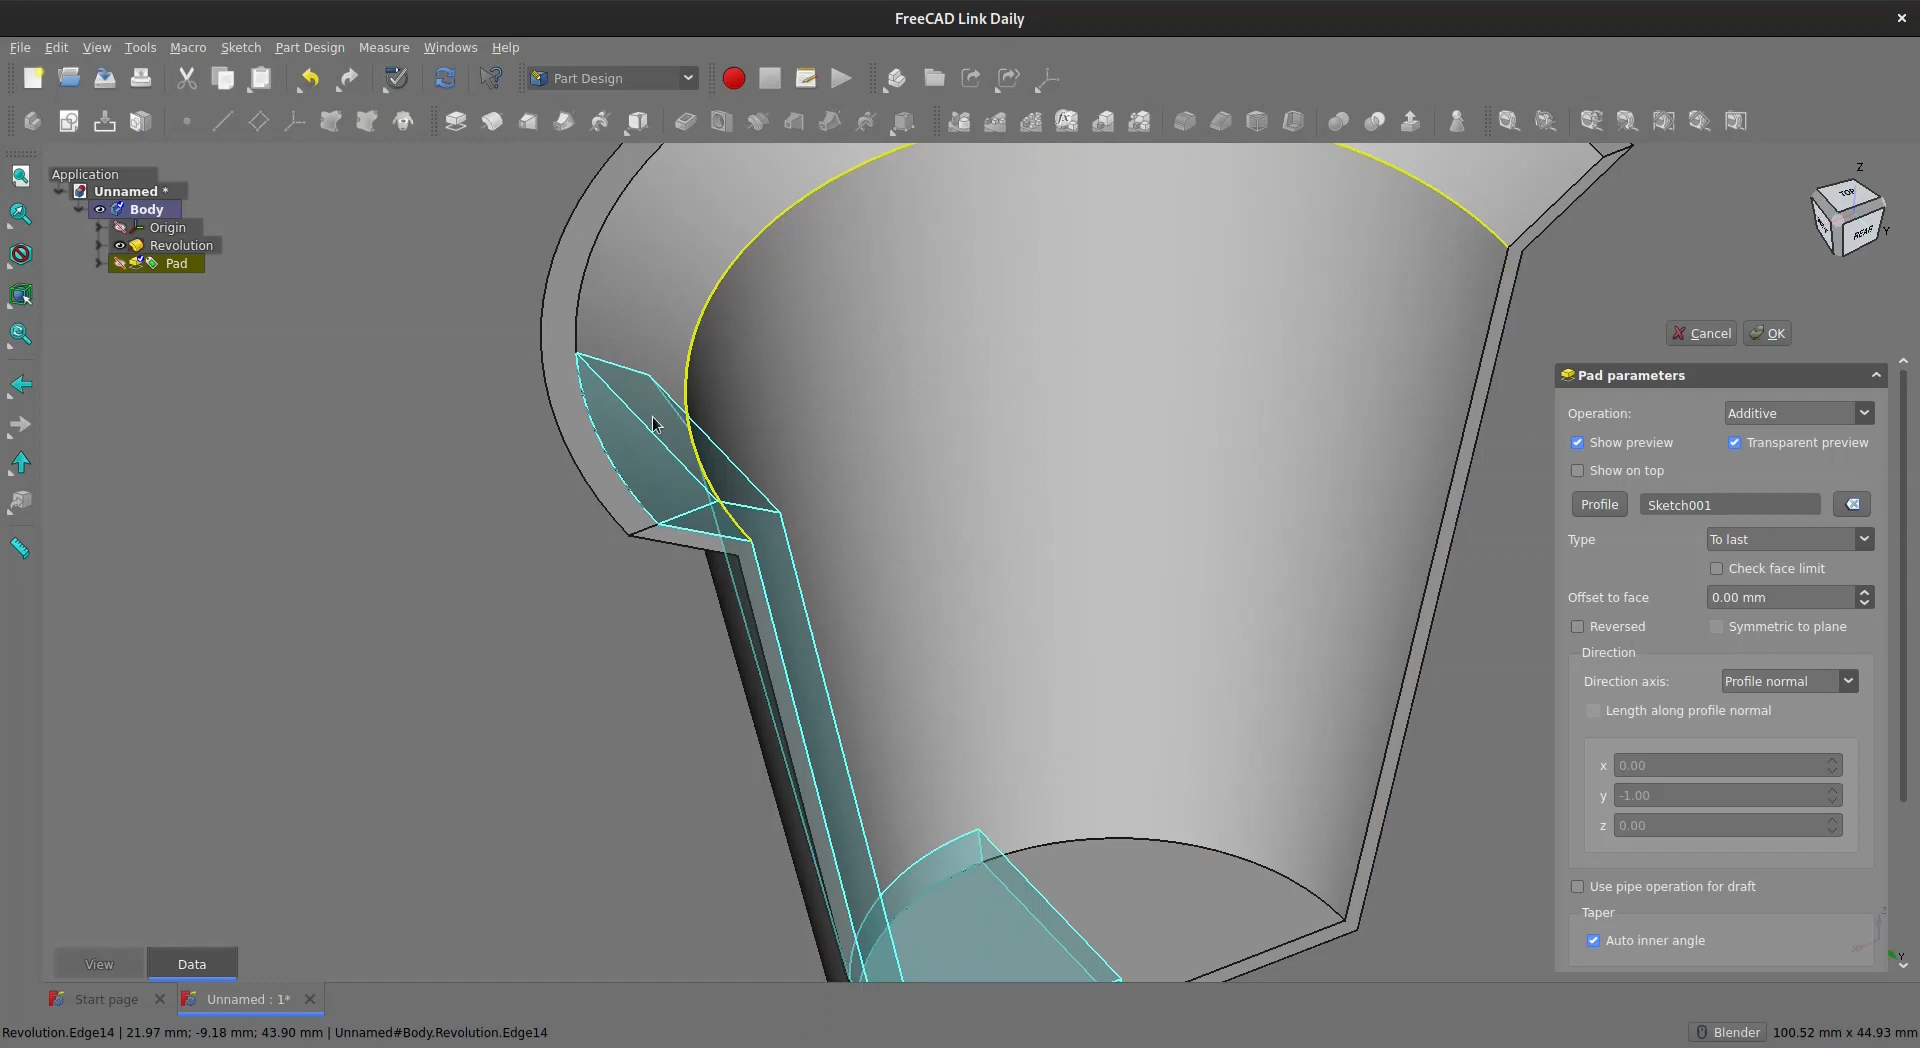 FreeCAD Link Daily
File Edit View Tools Macro Sketch Part Design Measure Windows Help
Part Design
Application
Unnamed *
Body
Origin
Revolution
Pad
Z
TOP
REAR
Y
Cancel OK
Pad parameters
Operation: Additive
Show preview Transparent preview
Show on top
Profile Sketch001
Type To last
Check face limit
Offset to face 0.00 mm
Reversed Symmetric to plane
Direction
Direction axis: Profile normal
Length along profile normal
x 0.00
y -1.00
z 0.00
Use pipe operation for draft
Taper
Auto inner angle
View Data
Start page Unnamed : 1*
Revolution.Edge14 | 21.97 mm; -9.18 mm; 43.90 mm | Unnamed#Body.Revolution.Edge14
Blender 100.52 mm x 44.93 mm